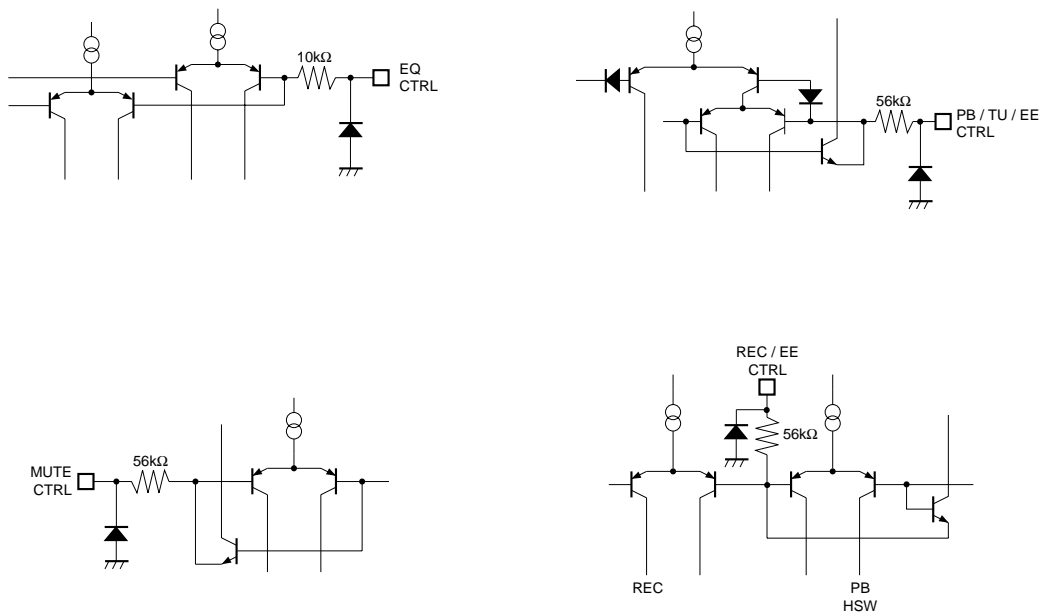 10kΩ
EQ
CTRL
56kΩ
PB / TU / EE
CTRL
MUTE
CTRL
56kΩ
REC / EE
CTRL
56kΩ
REC
PB
HSW